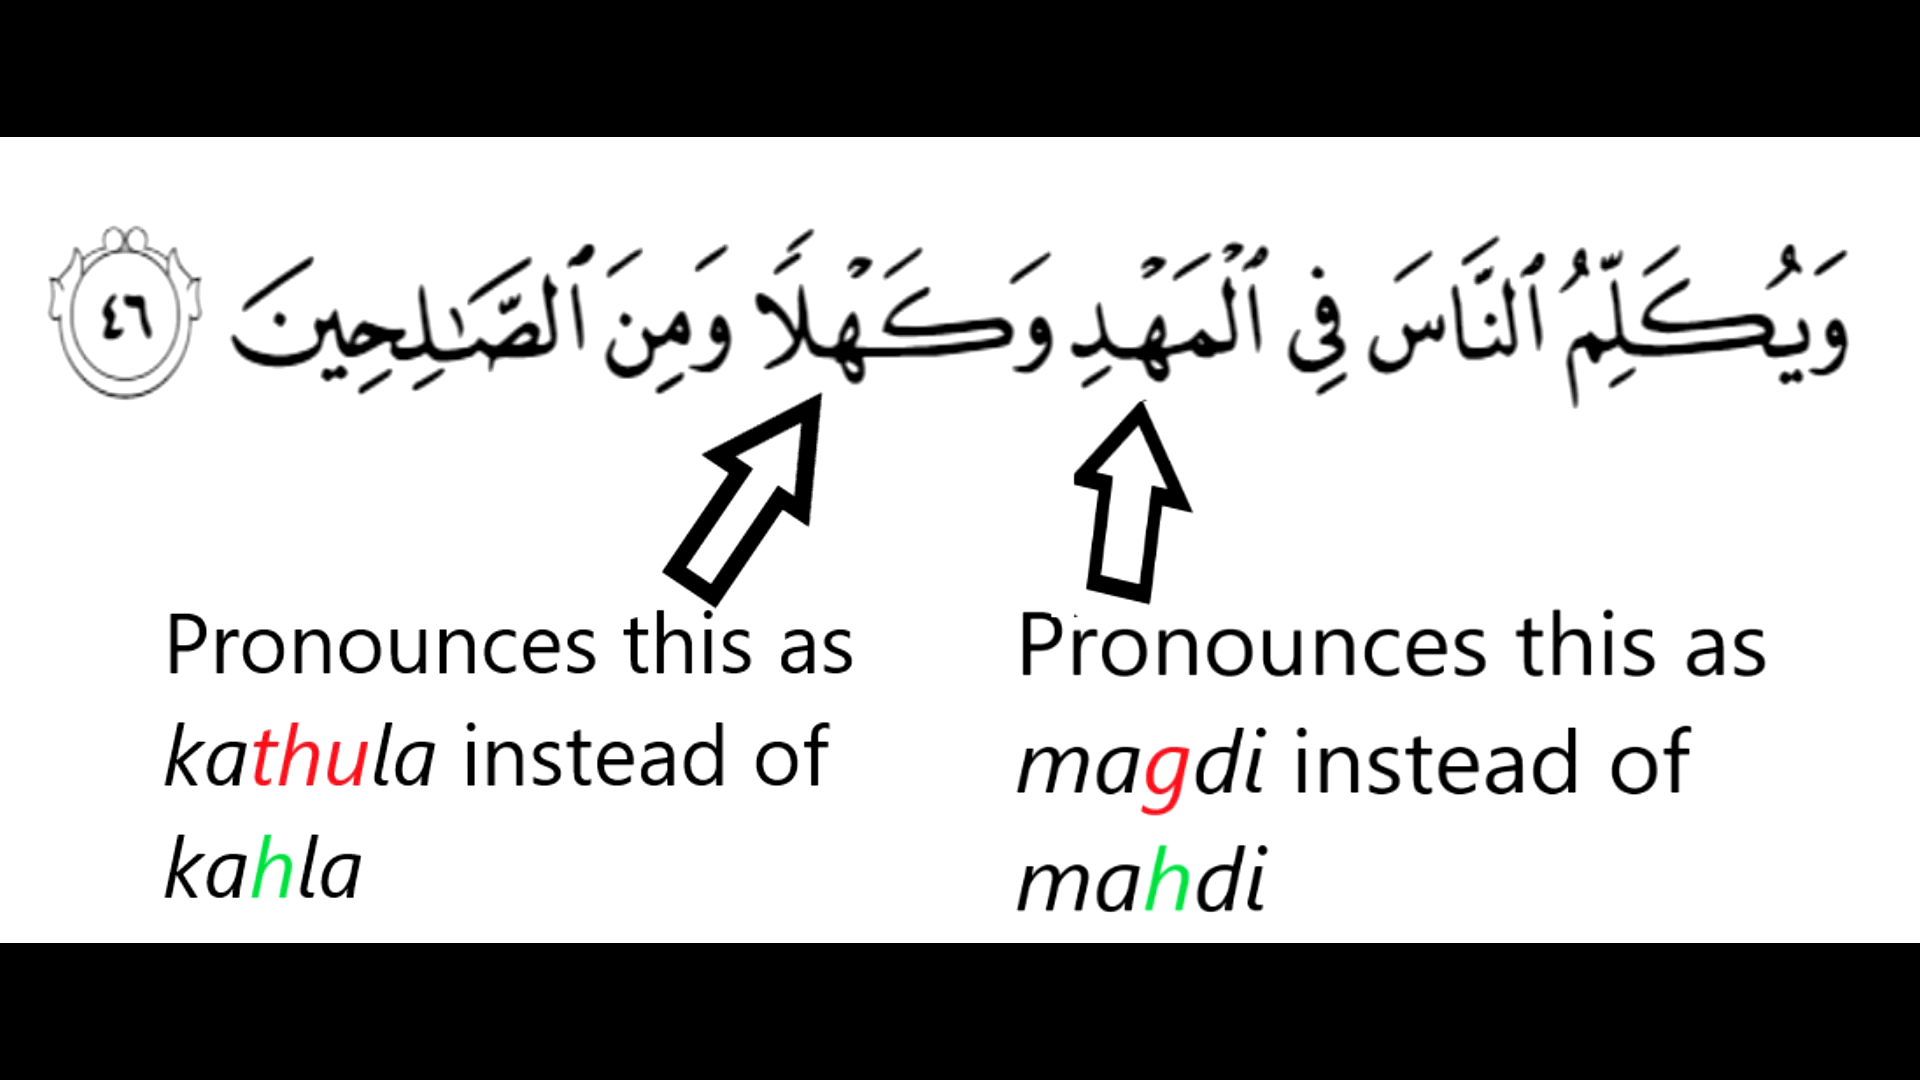 وَيُكَلِّمُ ٱلنَّاسَ فِي ٱلْمَهْدِ وَكَهْلًا وَمِنَ ٱلصَّٰلِحِينَ ٤٦
Pronounces this as
kathula instead of
kahla
Pronounces this as
magdi instead of
mahdi